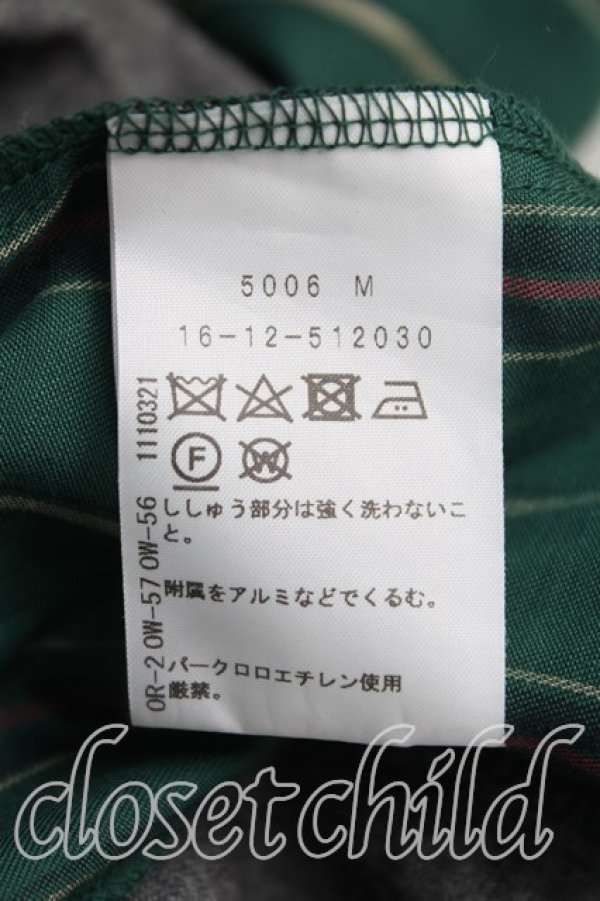 5006 M
16-12-512030
F
W
ししゅう部分は強く洗わないこ
と。
附属をアルミなどでくるむ。
パークロロエチレン使用
厳禁。
OR-2 OW-57 OW-56 1110321
closet child